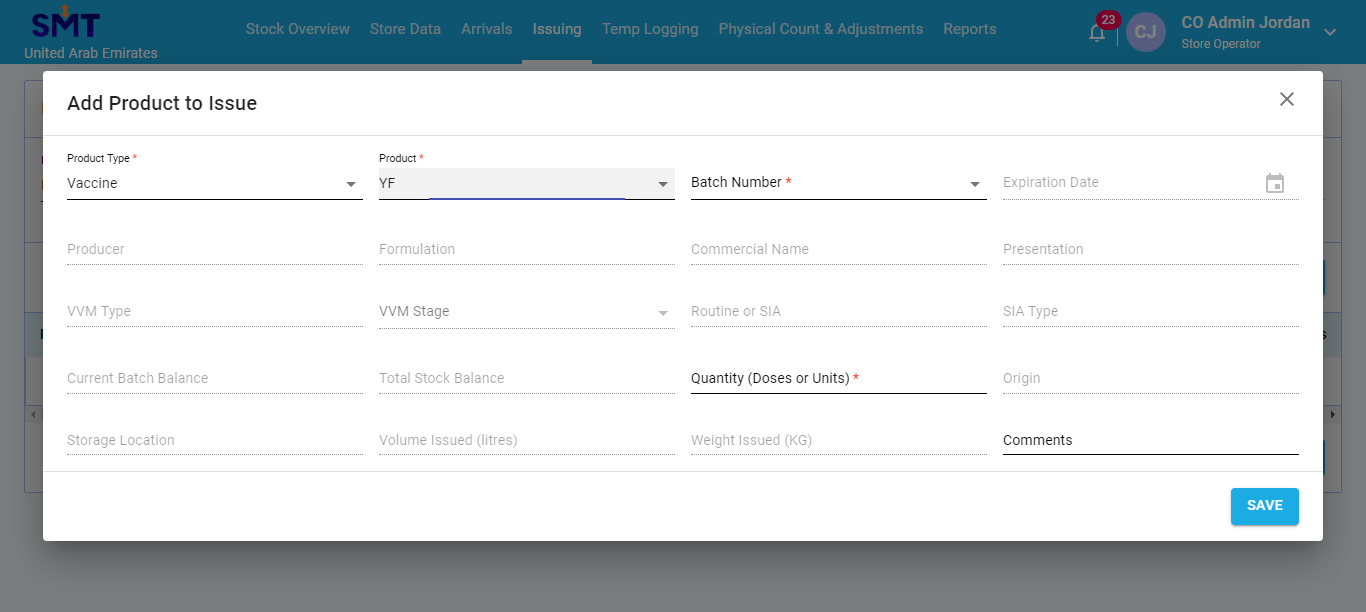 SMT
United Arab Emirates
Stock Overview Store Data Arrivals Issuing Temp Logging Physical Count & Adjustments Reports
23
CJ
CO Admin Jordan
Store Operator
Add Product to Issue
Product Type * Product *
Vaccine YF Batch Number * Expiration Date
Producer Formulation Commercial Name Presentation
VVM Type VVM Stage Routine or SIA SIA Type
Current Batch Balance Total Stock Balance Quantity (Doses or Units) * Origin
Storage Location Volume Issued (litres) Weight Issued (KG) Comments
SAVE